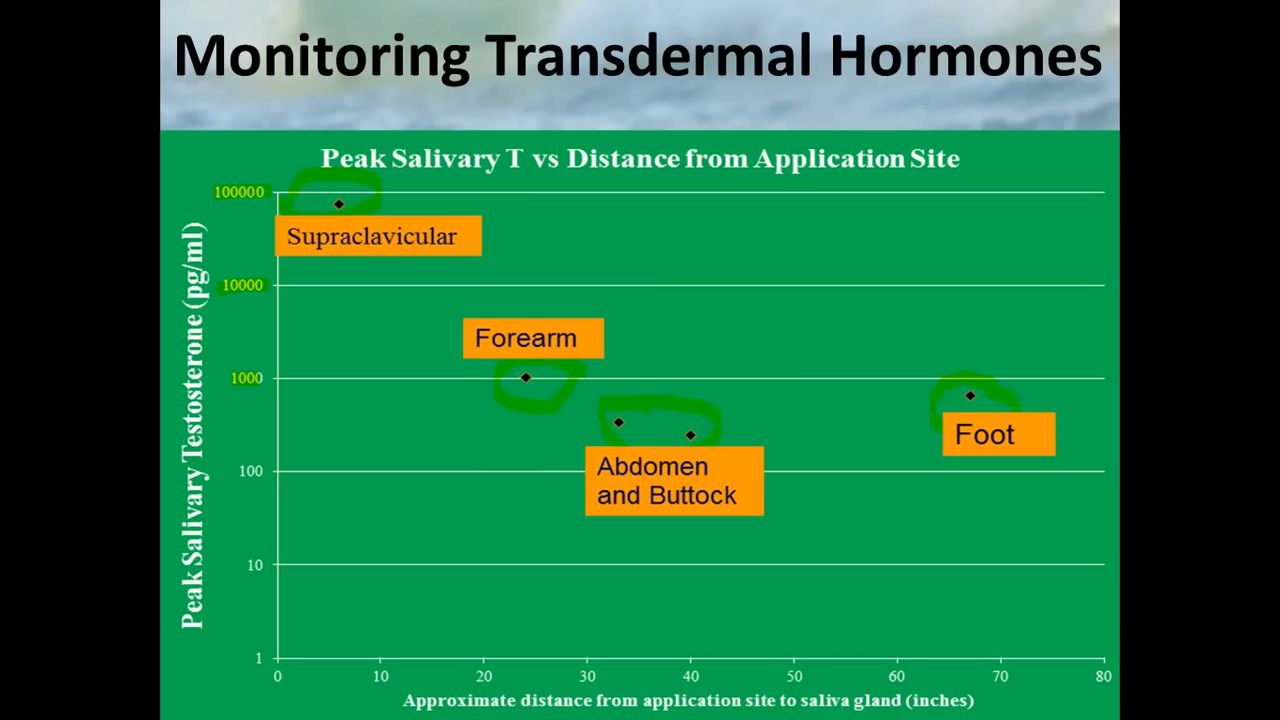 Monitoring Transdermal Hormones
Peak Salivary T vs Distance from Application Site
Peak Salivary Testosterone (pg/ml)
100000
10000
1000
100
10
1
Supraclavicular
Forearm
Abdomen
and Buttock
Foot
0 10 20 30 40 50 60 70 80
Approximate distance from application site to saliva gland (inches)